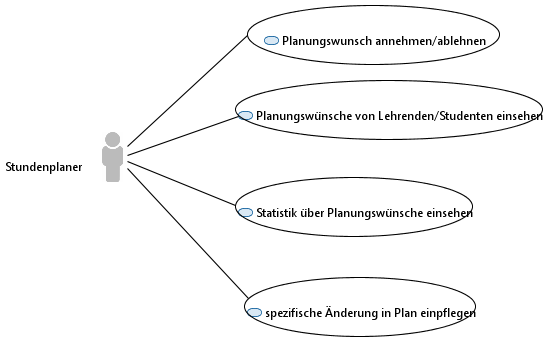 Planungswunsch annehmen/ablehnen
Planungswünsche von Lehrenden/Studenten einsehen
Stundenplaner
Statistik über Planungswünsche einsehen
spezifische Änderung in Plan einpflegen